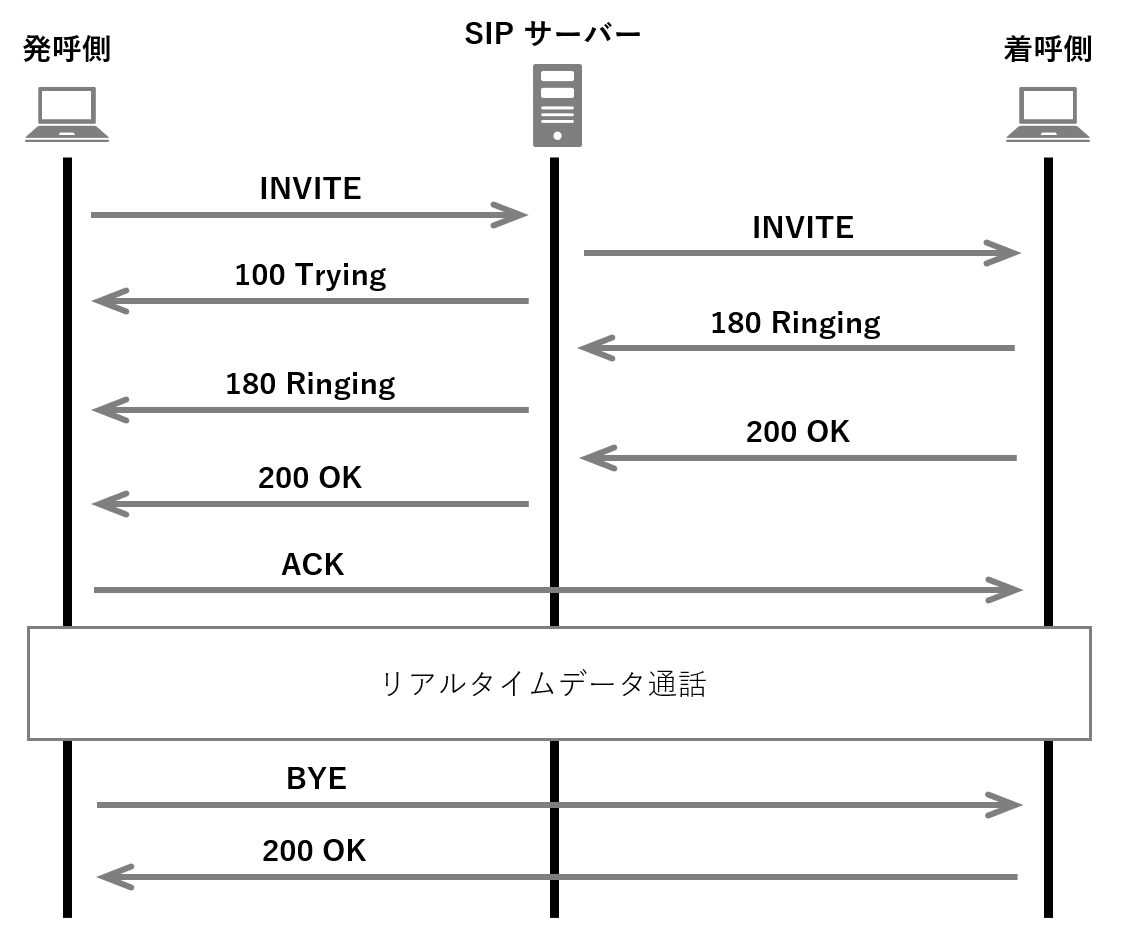 発呼側
SIP サーバー
着呼側
INVITE
INVITE
100 Trying
180 Ringing
180 Ringing
200 OK
200 OK
ACK
リアルタイムデータ通話
BYE
200 OK